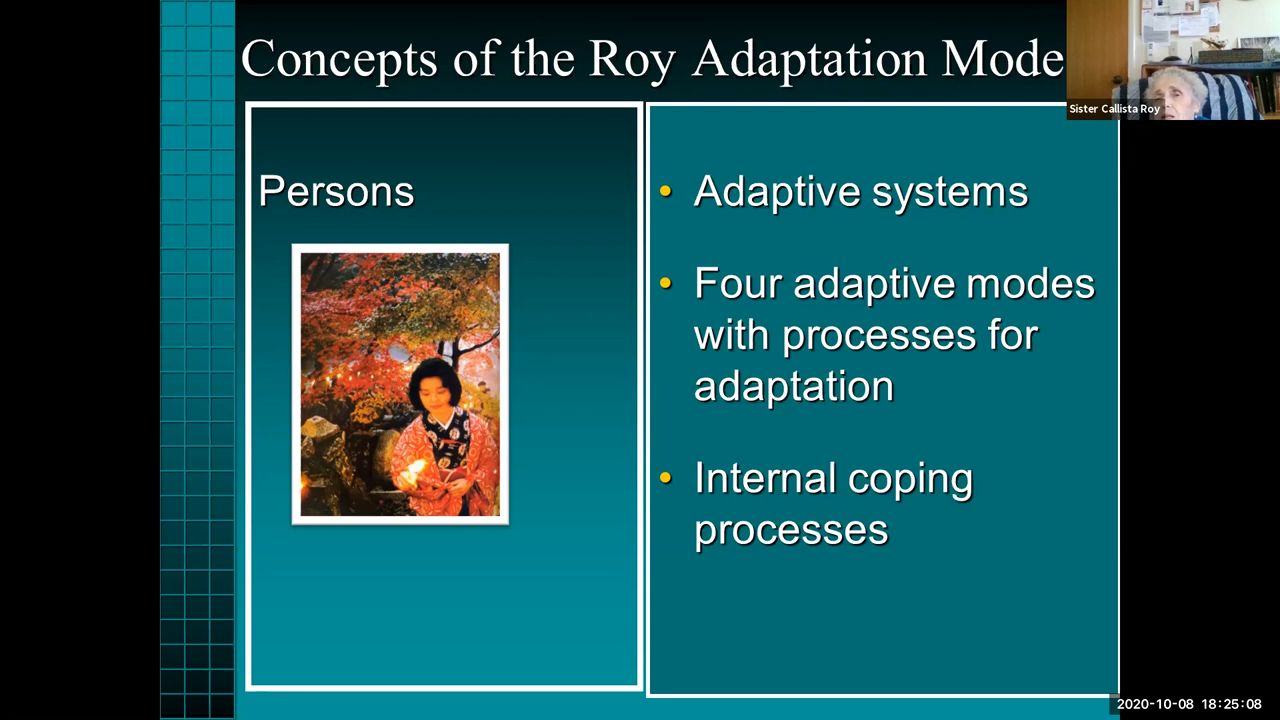 Concepts of the Roy Adaptation Mode
Sister Callista Roy
Persons
• Adaptive systems
• Four adaptive modes
with processes for
adaptation
• Internal coping
processes
2020-10-08 18:25:08